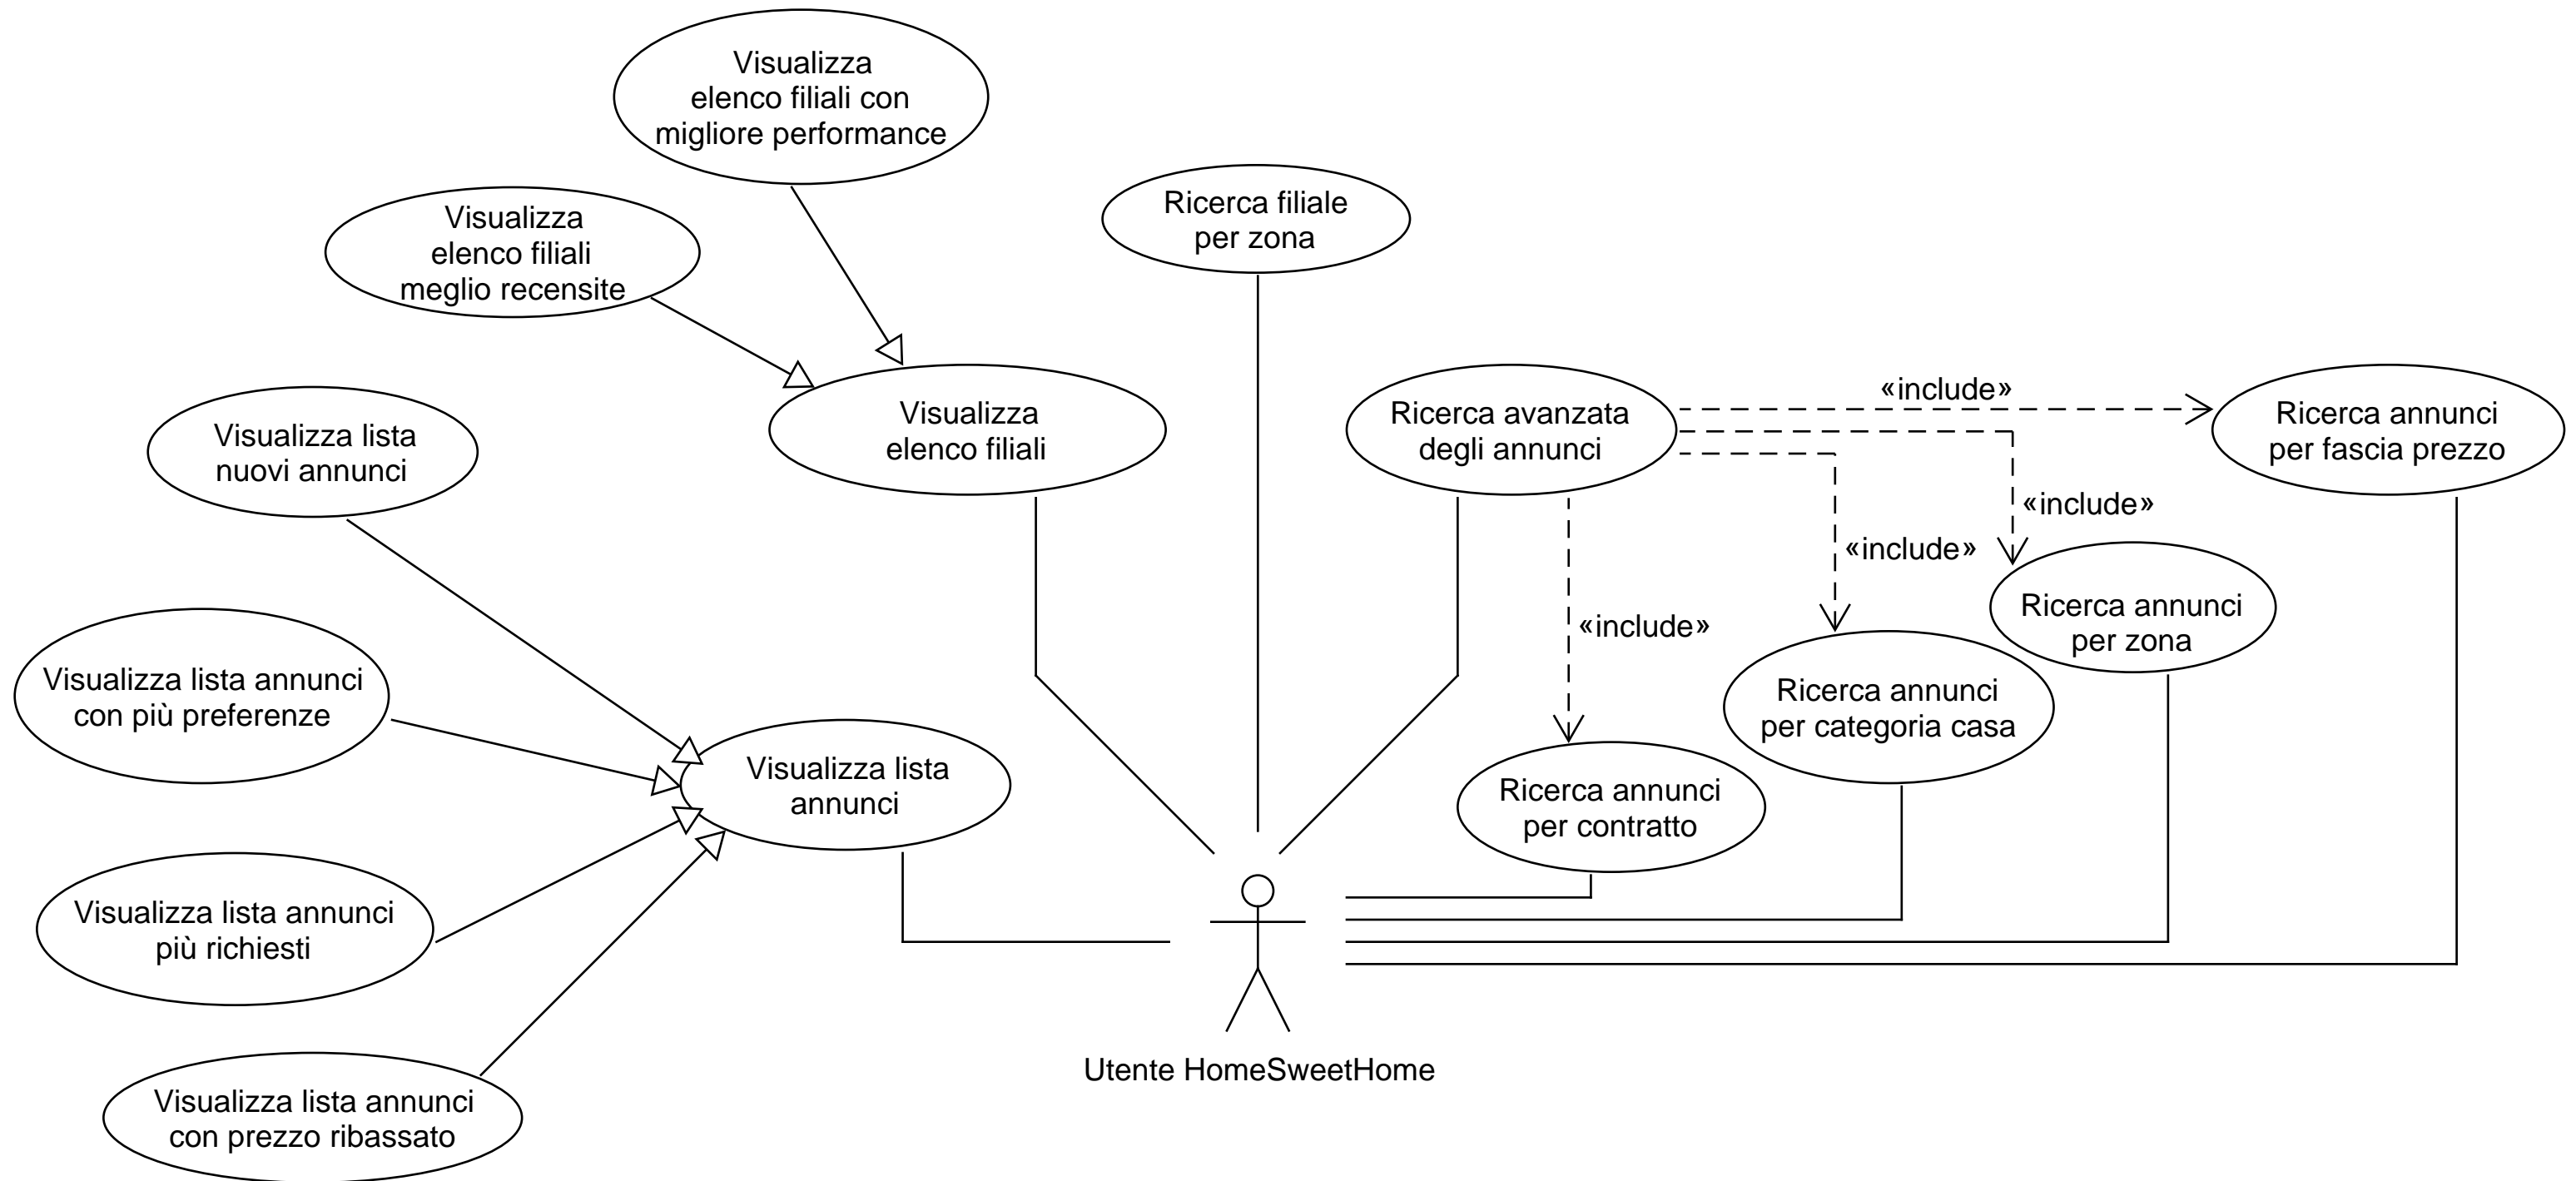 Visualizza
elenco filiali con
migliore performance
Visualizza
elenco filiali
meglio recensite
Ricerca filiale
per zona
Visualizza lista
nuovi annunci
Visualizza
elenco filiali
Ricerca avanzata
degli annunci
«include»
Ricerca annunci
per fascia prezzo
«include»
«include»
«include»
Ricerca annunci
per zona
Visualizza lista annunci
con più preferenze
Ricerca annunci
per categoria casa
Visualizza lista
annunci
Ricerca annunci
per contratto
Visualizza lista annunci
più richiesti
Utente HomeSweetHome
Visualizza lista annunci
con prezzo ribassato